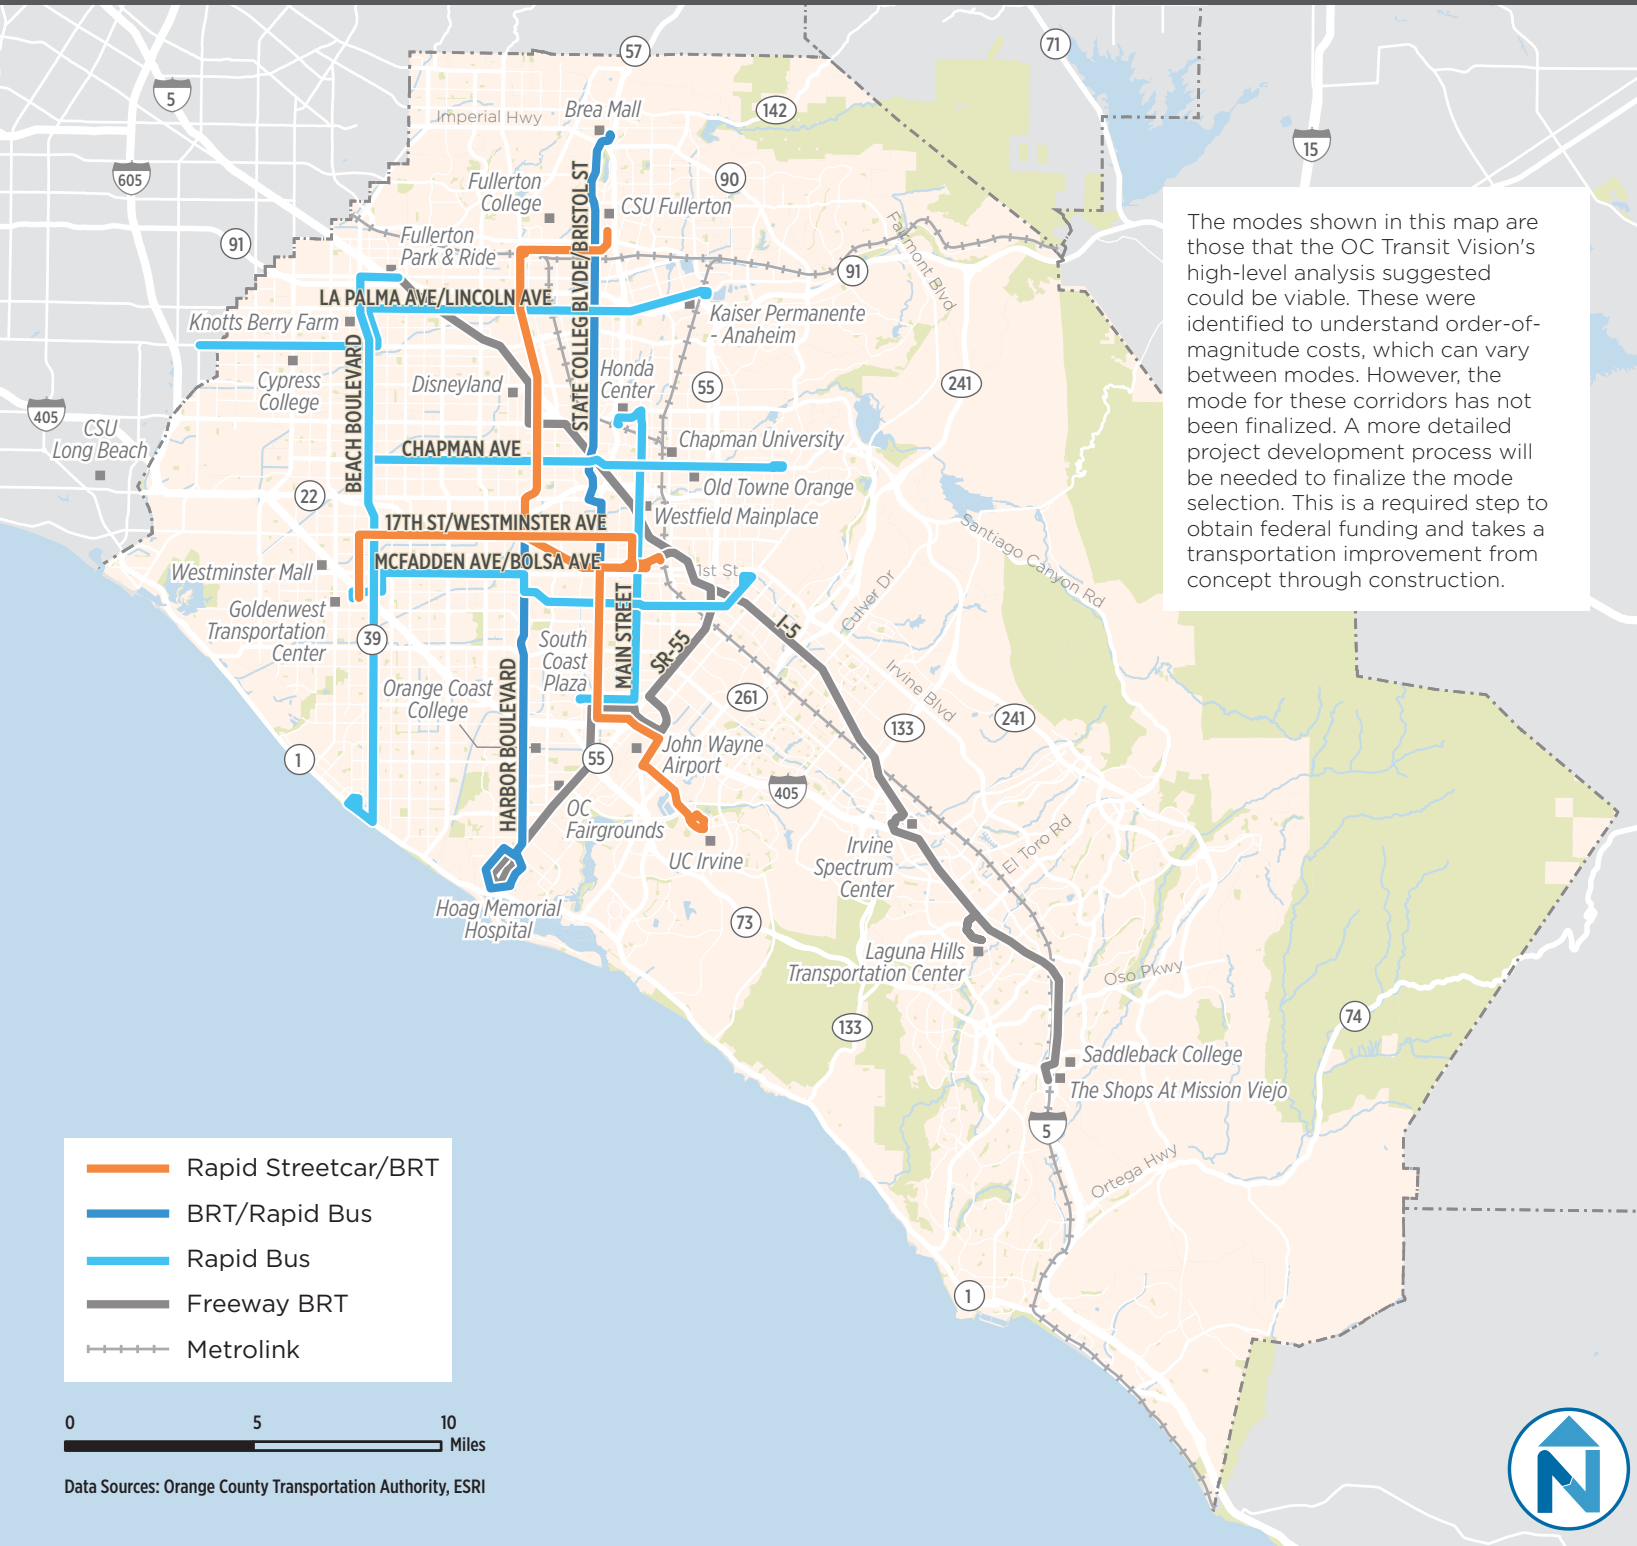 57
71
5
Brea Mall
142
Imperial Hwy
15
605
Fullerton
College
90
CSU Fullerton
STATE COLLEG BLVDE/BRISTOL ST
91
Fullerton
Park & Ride
Fairmont Blvd
91
LA PALMA AVE/LINCOLN AVE
Knotts Berry Farm
Kaiser Permanente
- Anaheim
BEACH BOULEVARD
Cypress
College
Disneyland
Honda
Center
55
241
405
CSU
Long Beach
CHAPMAN AVE
Chapman University
Old Towne Orange
22
Westfield Mainplace
17TH ST/WESTMINSTER AVE
Santiago Canyon Rd
MCFADDEN AVE/BOLSA AVE
Westminster Mall
1st St
Culver Dr
Goldenwest
Transportation
Center
39
South
Coast
Plaza
MAIN STREET
SR-55
I-5
Irvine Blvd
Orange Coast
College
261
133
241
HARBOR BOULEVARD
1
55
John Wayne
Airport
405
OC
Fairgrounds
UC Irvine
Irvine
Spectrum
Center
El Toro Rd
Hoag Memorial
Hospital
73
Laguna Hills
Transportation Center
Oso Pkwy
133
74
Saddleback College
The Shops At Mission Viejo
5
Ortega Hwy
1
The modes shown in this map are
those that the OC Transit Vision's
high-level analysis suggested
could be viable. These were
identified to understand order-of-
magnitude costs, which can vary
between modes. However, the
mode for these corridors has not
been finalized. A more detailed
project development process will
be needed to finalize the mode
selection. This is a required step to
obtain federal funding and takes a
transportation improvement from
concept through construction.
Rapid Streetcar/BRT
BRT/Rapid Bus
Rapid Bus
Freeway BRT
Metrolink
0 5 10
Miles
Data Sources: Orange County Transportation Authority, ESRI
N